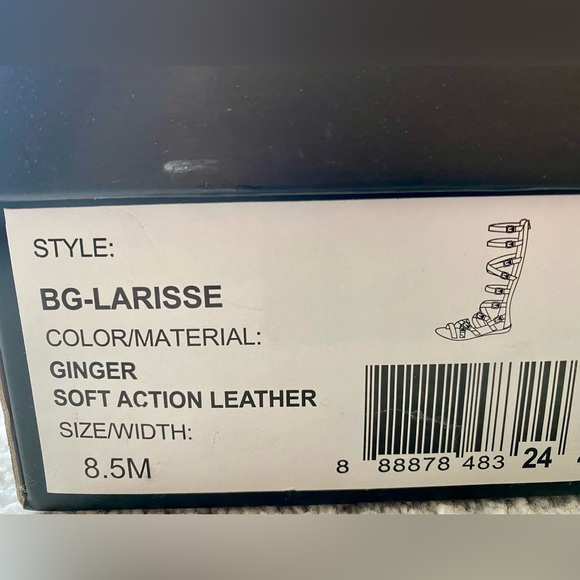 STYLE:
BG-LARISSE
COLOR/MATERIAL:
GINGER
SOFT ACTION LEATHER
SIZE/WIDTH:
8.5M
8 88878 483 24